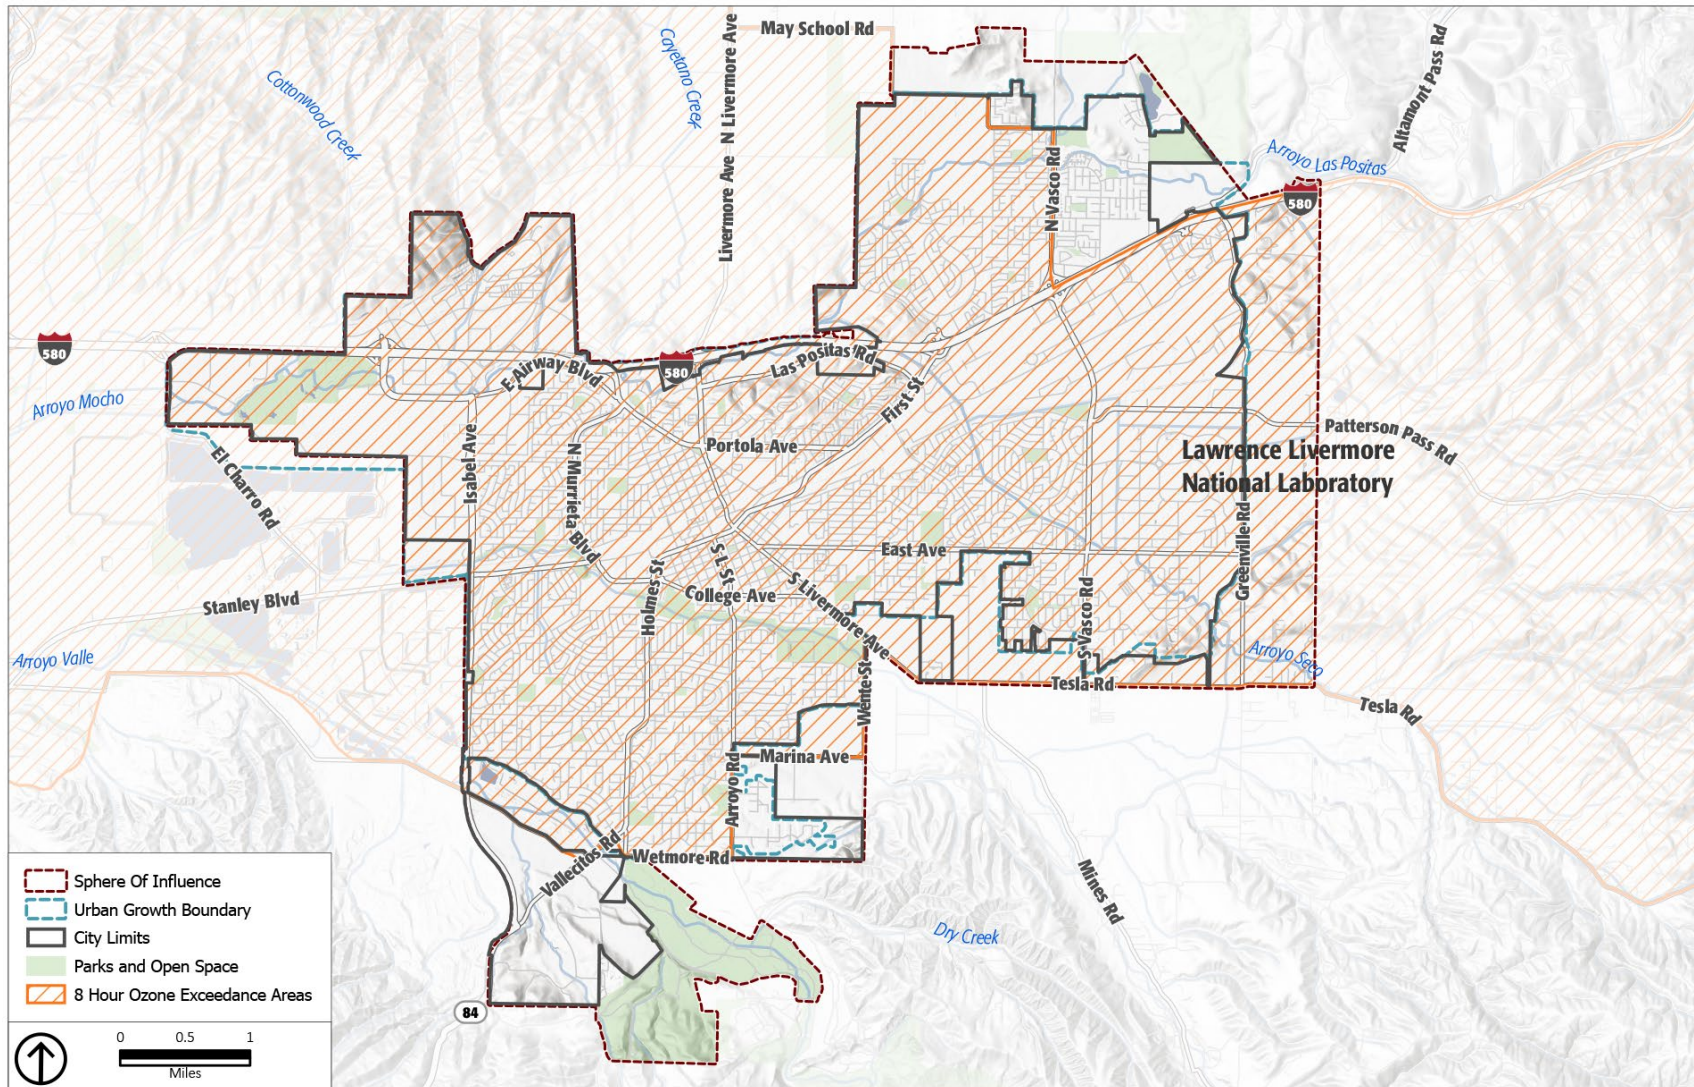 May School Rd
N Livermore Ave
Livermore Ave
Cayetano Creek
Cottonwood Creek
Altamont Pass Rd
Arroyo Las Positas
N Vasco Rd
580
580
580
Las Positas Rd
E Airway Blvd
First St
Arroyo Mocho
Portola Ave
Patterson Pass Rd
Lawrence Livermore
National Laboratory
Isabel Ave
N Murrieta Blvd
El Charro Rd
East Ave
Greenville Rd
S L St
S Livermore Ave
College Ave
Holmes St
Stanley Blvd
S Vasco Rd
Arroyo Valle
Arroyo Seco
Tesla Rd
Tesla Rd
Wente St
Marina Ave
Arroyo Rd
Wetmore Rd
Vallecitos Rd
Mines Rd
Dry Creek
84
Sphere Of Influence
Urban Growth Boundary
City Limits
Parks and Open Space
8 Hour Ozone Exceedance Areas
0 0.5 1
Miles